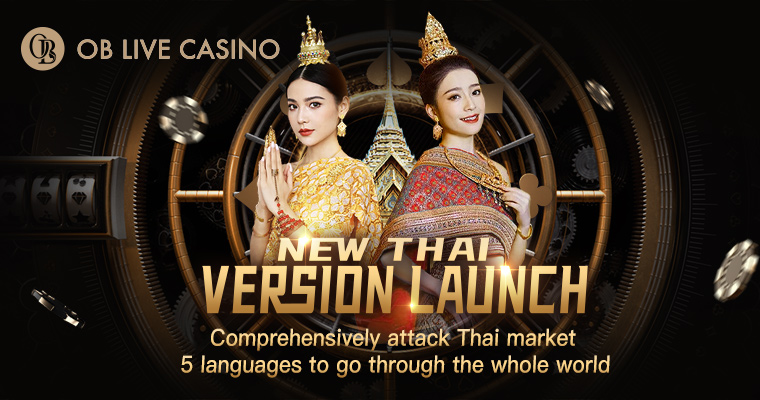 OB OB LIVE CASINO
NEW THAI
VERSION LAUNCH
Comprehensively attack Thai market
5 languages to go through the whole world